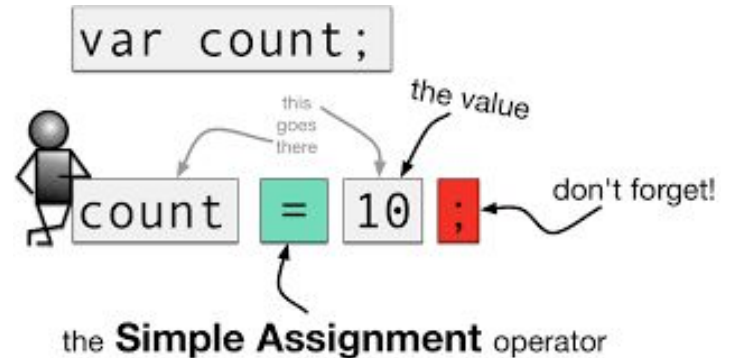 var count;
this
goes
there
the value
count = 10 ;
don't forget!
the Simple Assignment operator